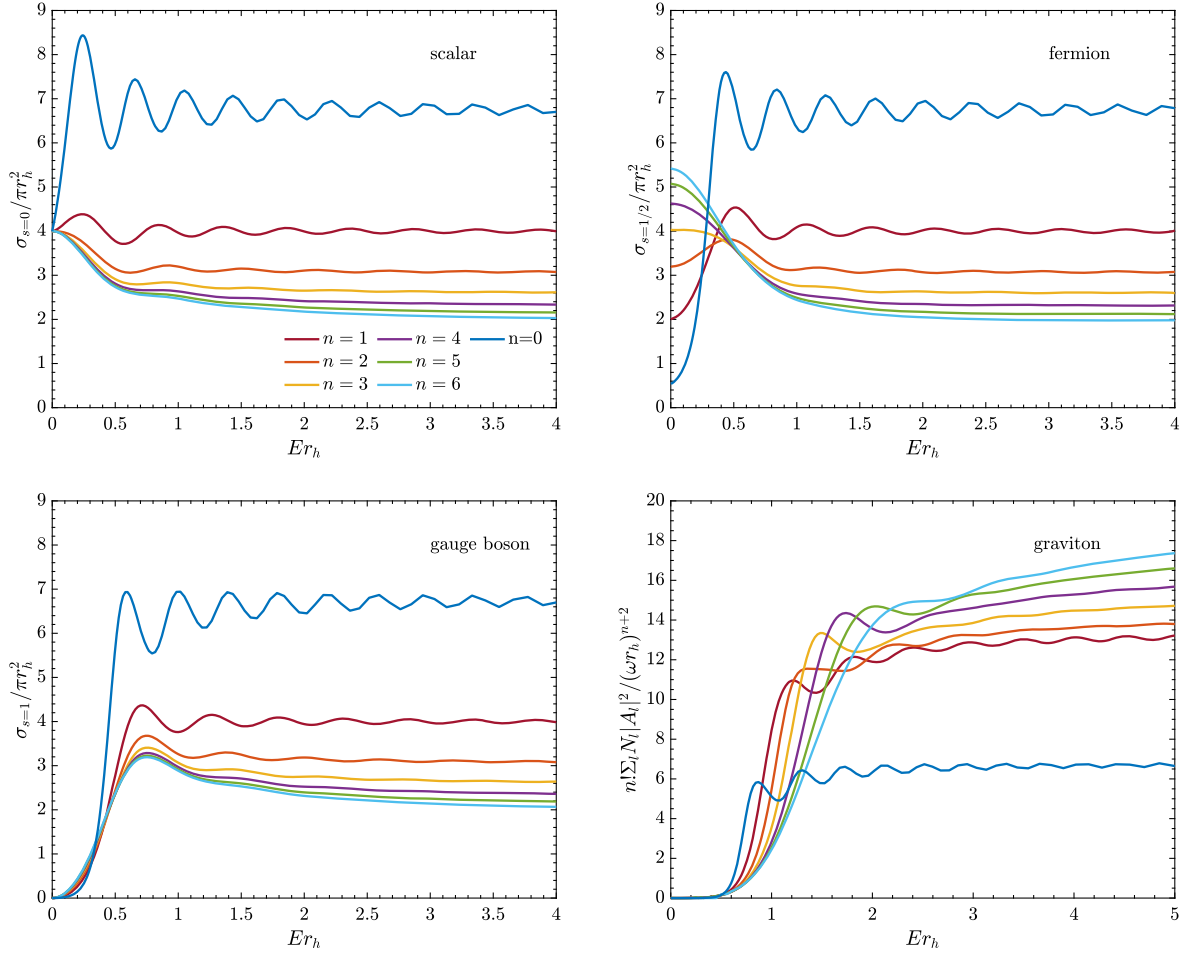 9
8
7
6
5
4
3
2
1
0
σ_{s=0}/πr_h^2
scalar
n = 1 n = 4 n=0
n = 2 n = 5
n = 3 n = 6
0 0.5 1 1.5 2 2.5 3 3.5 4
Er_h
9
8
7
6
5
4
3
2
1
0
σ_{s=1/2}/πr_h^2
fermion
0 0.5 1 1.5 2 2.5 3 3.5 4
Er_h
9
8
7
6
5
4
3
2
1
0
σ_{s=1}/πr_h^2
gauge boson
0 0.5 1 1.5 2 2.5 3 3.5 4
Er_h
20
18
16
14
12
10
8
6
4
2
0
n!Σ_l N_l|A_l|^2/(ωr_h)^{n+2}
graviton
0 1 2 3 4 5
Er_h